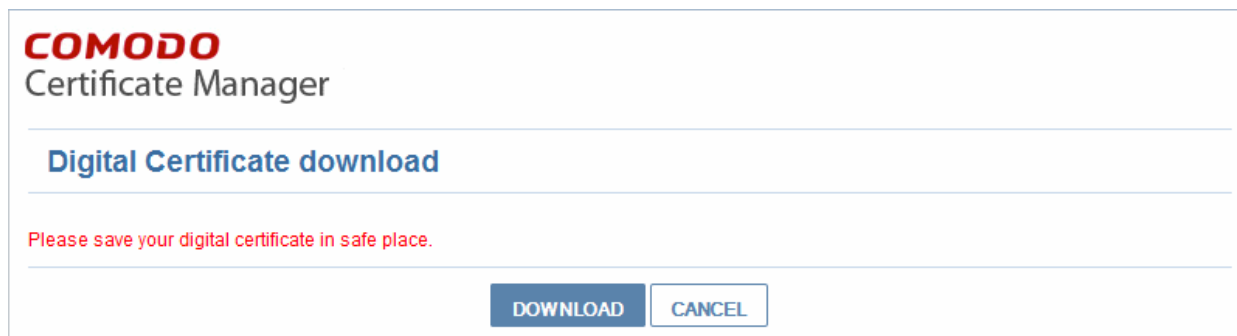 COMODO
Certificate Manager
Digital Certificate download
Please save your digital certificate in safe place.
DOWNLOAD CANCEL